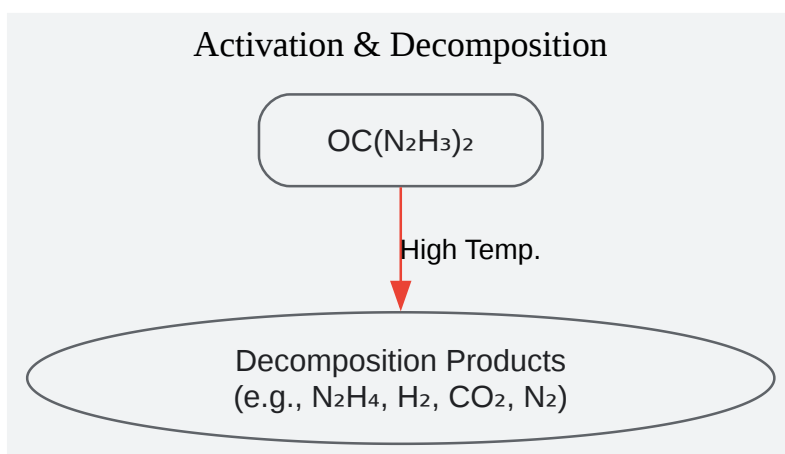 Activation & Decomposition
OC(N₂H₃)₂
High Temp.
Decomposition Products
(e.g., N₂H₄, H₂, CO₂, N₂)